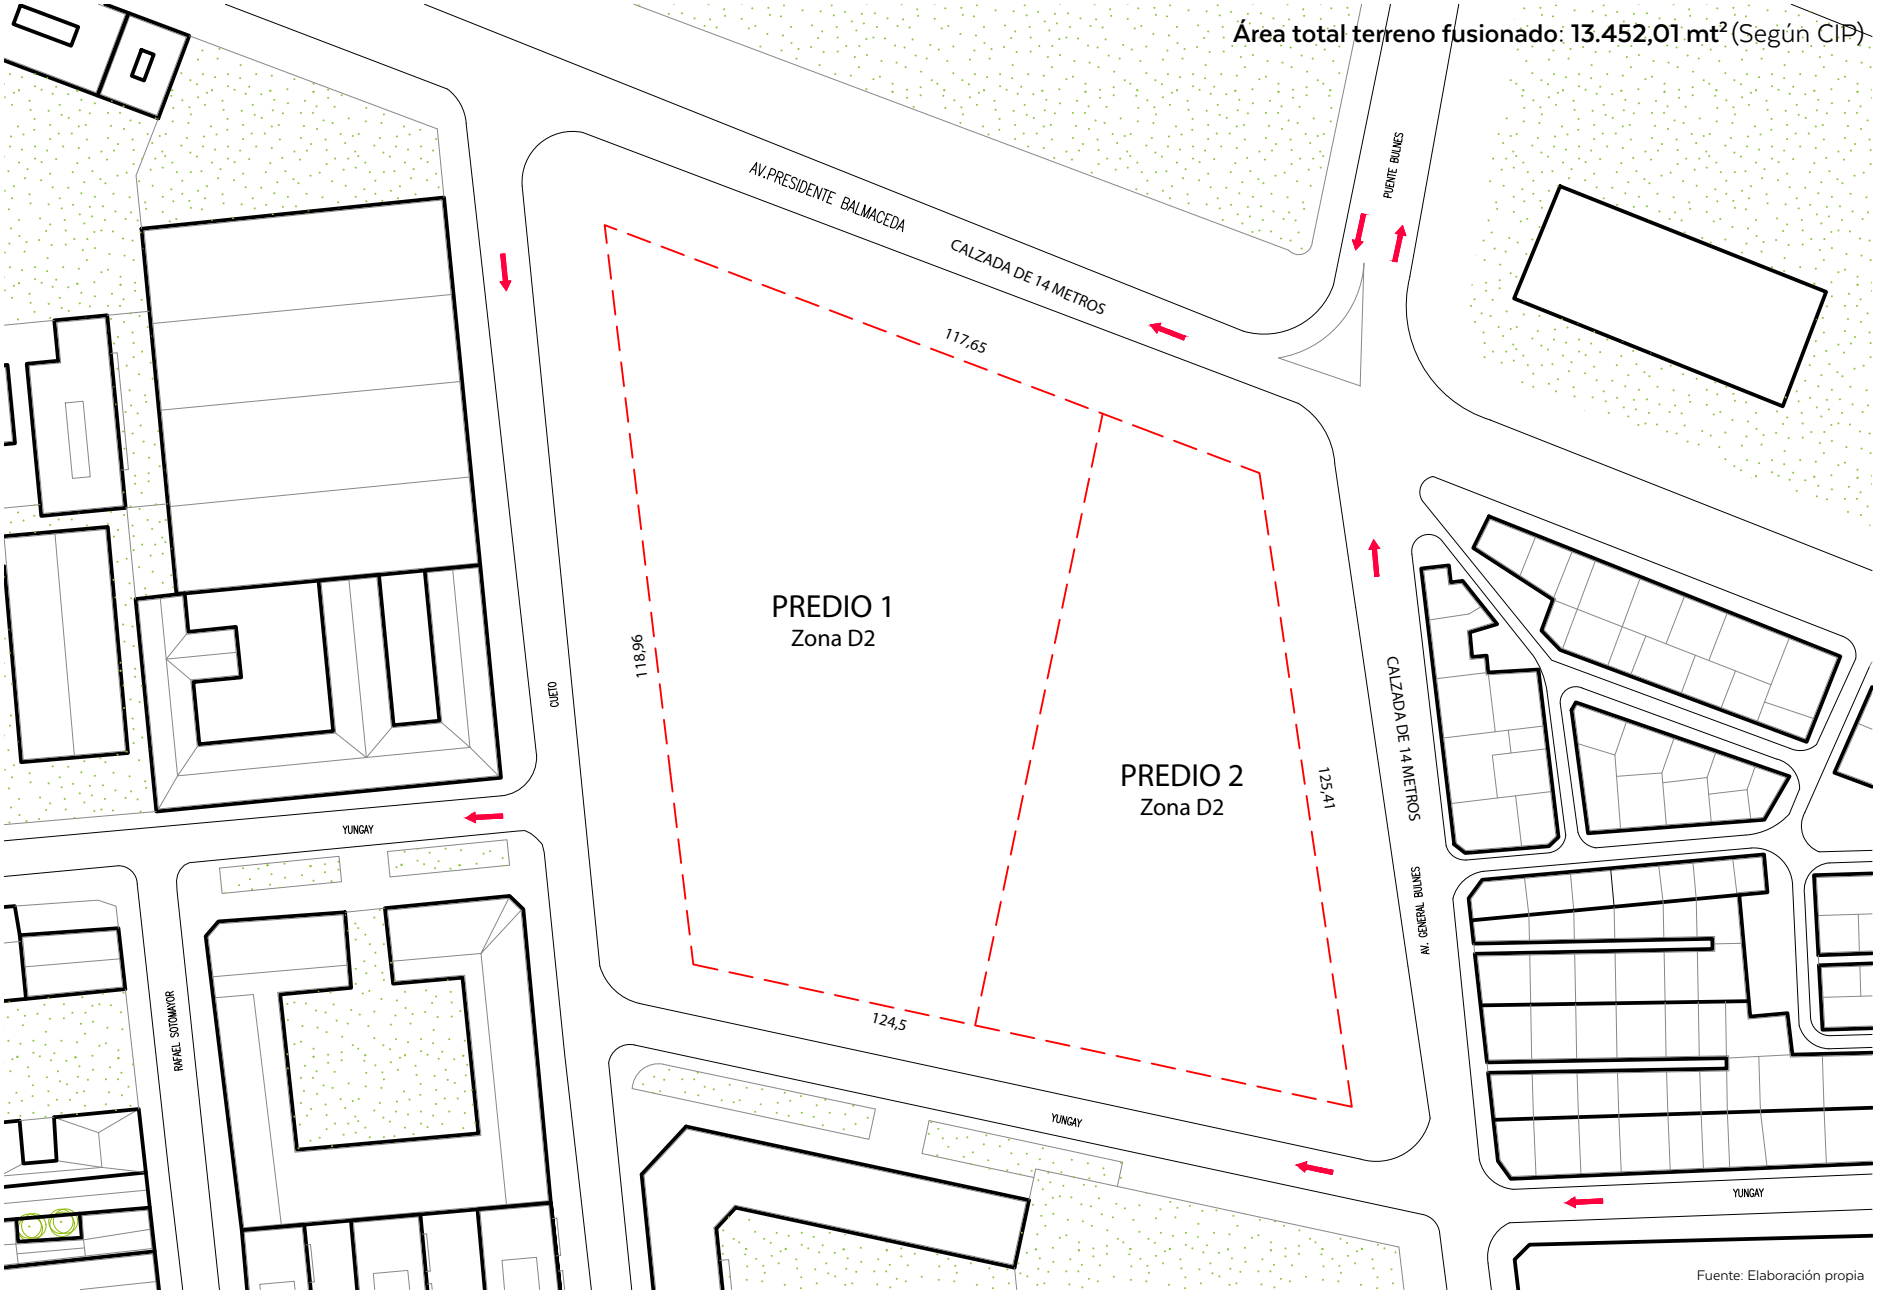 Área total terreno fusionado: 13.452,01 mt² (Según CIP)
PUENTE BULNES
AV.PRESIDENTE BALMACEDA
CALZADA DE 14 METROS
117,65
PREDIO 1
Zona D2
118,96
CUETO
CALZADA DE 14 METROS
PREDIO 2
Zona D2
125,41
YUNGAY
AV. GENERAL BULNES
RAFAEL SOTOMAYOR
124,5
YUNGAY
YUNGAY
Fuente: Elaboración propia